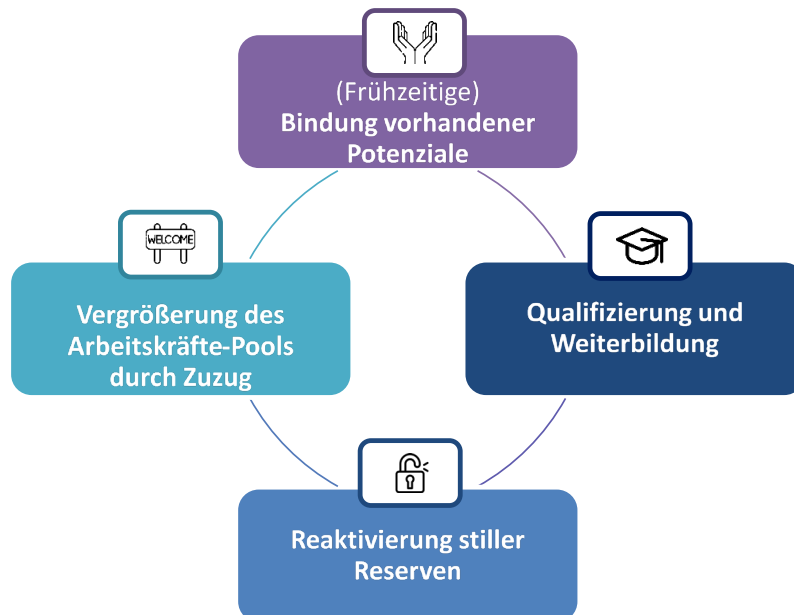 (Frühzeitige)
Bindung vorhandener
Potenziale
WELCOME
Vergrößerung des
Arbeitskräfte-Pools
durch Zuzug
Qualifizierung und
Weiterbildung
Reaktivierung stiller
Reserven